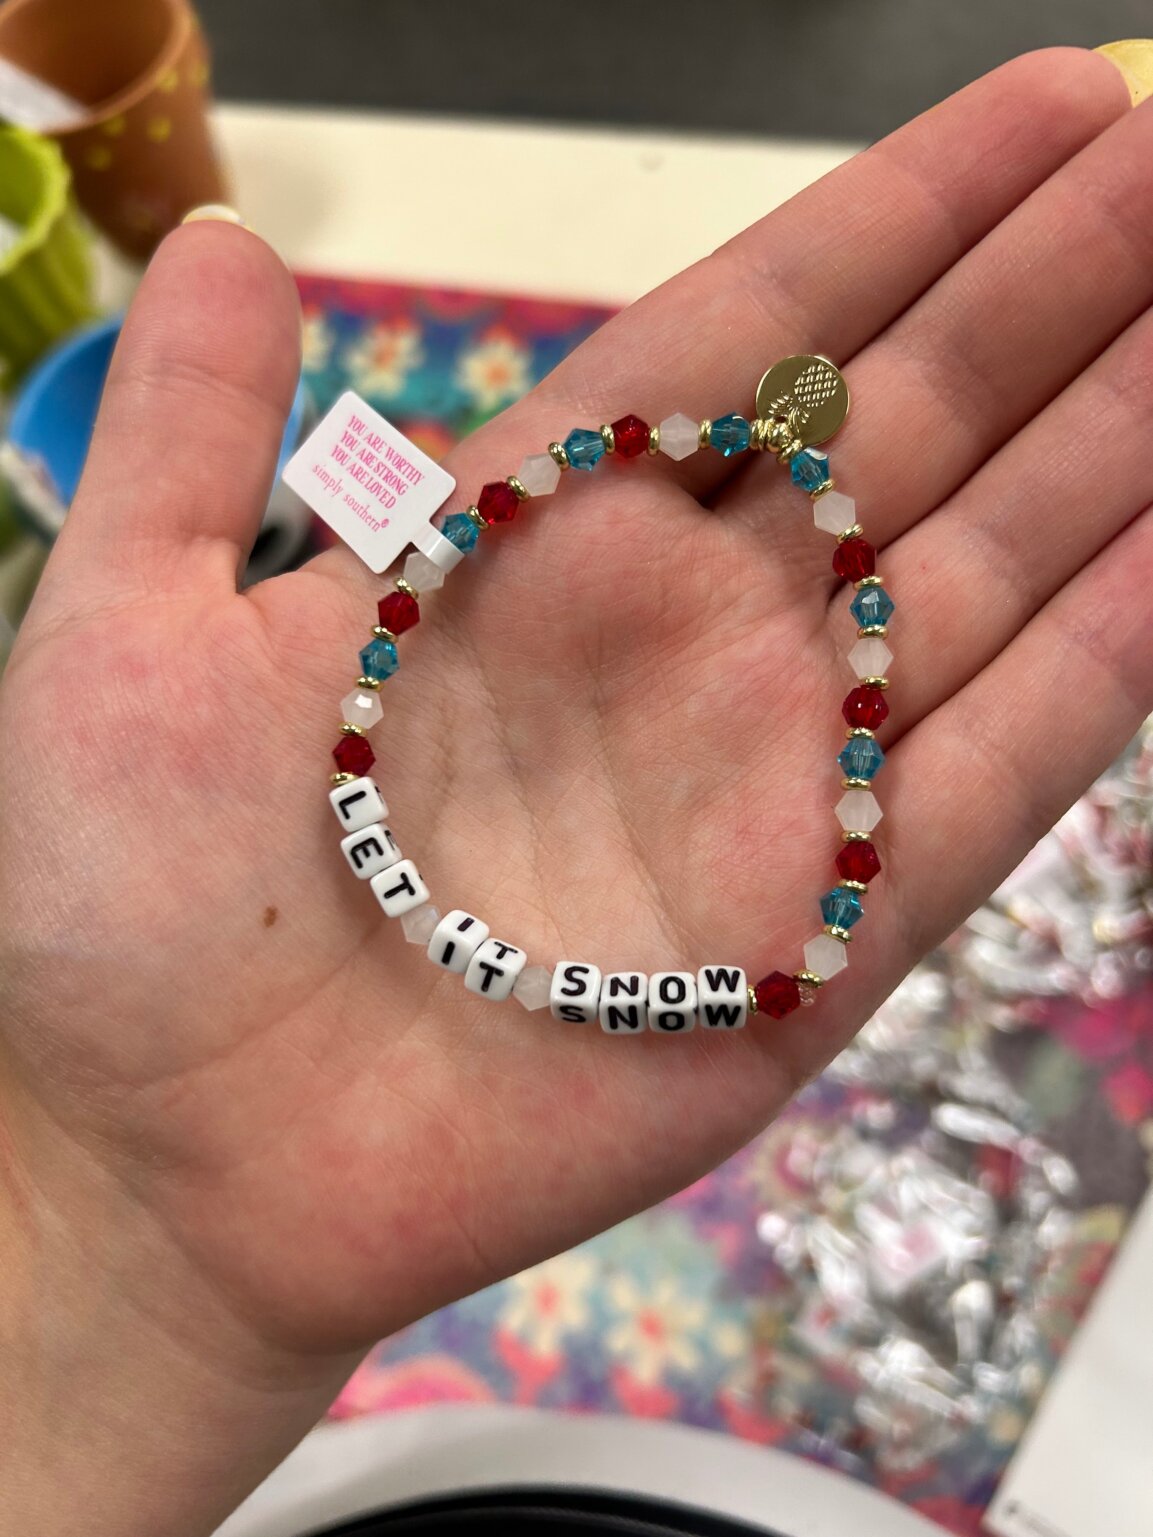 YOU ARE WORTHY
YOU ARE STRONG
YOU ARE LOVED
simply southern®
LET IT SNOW